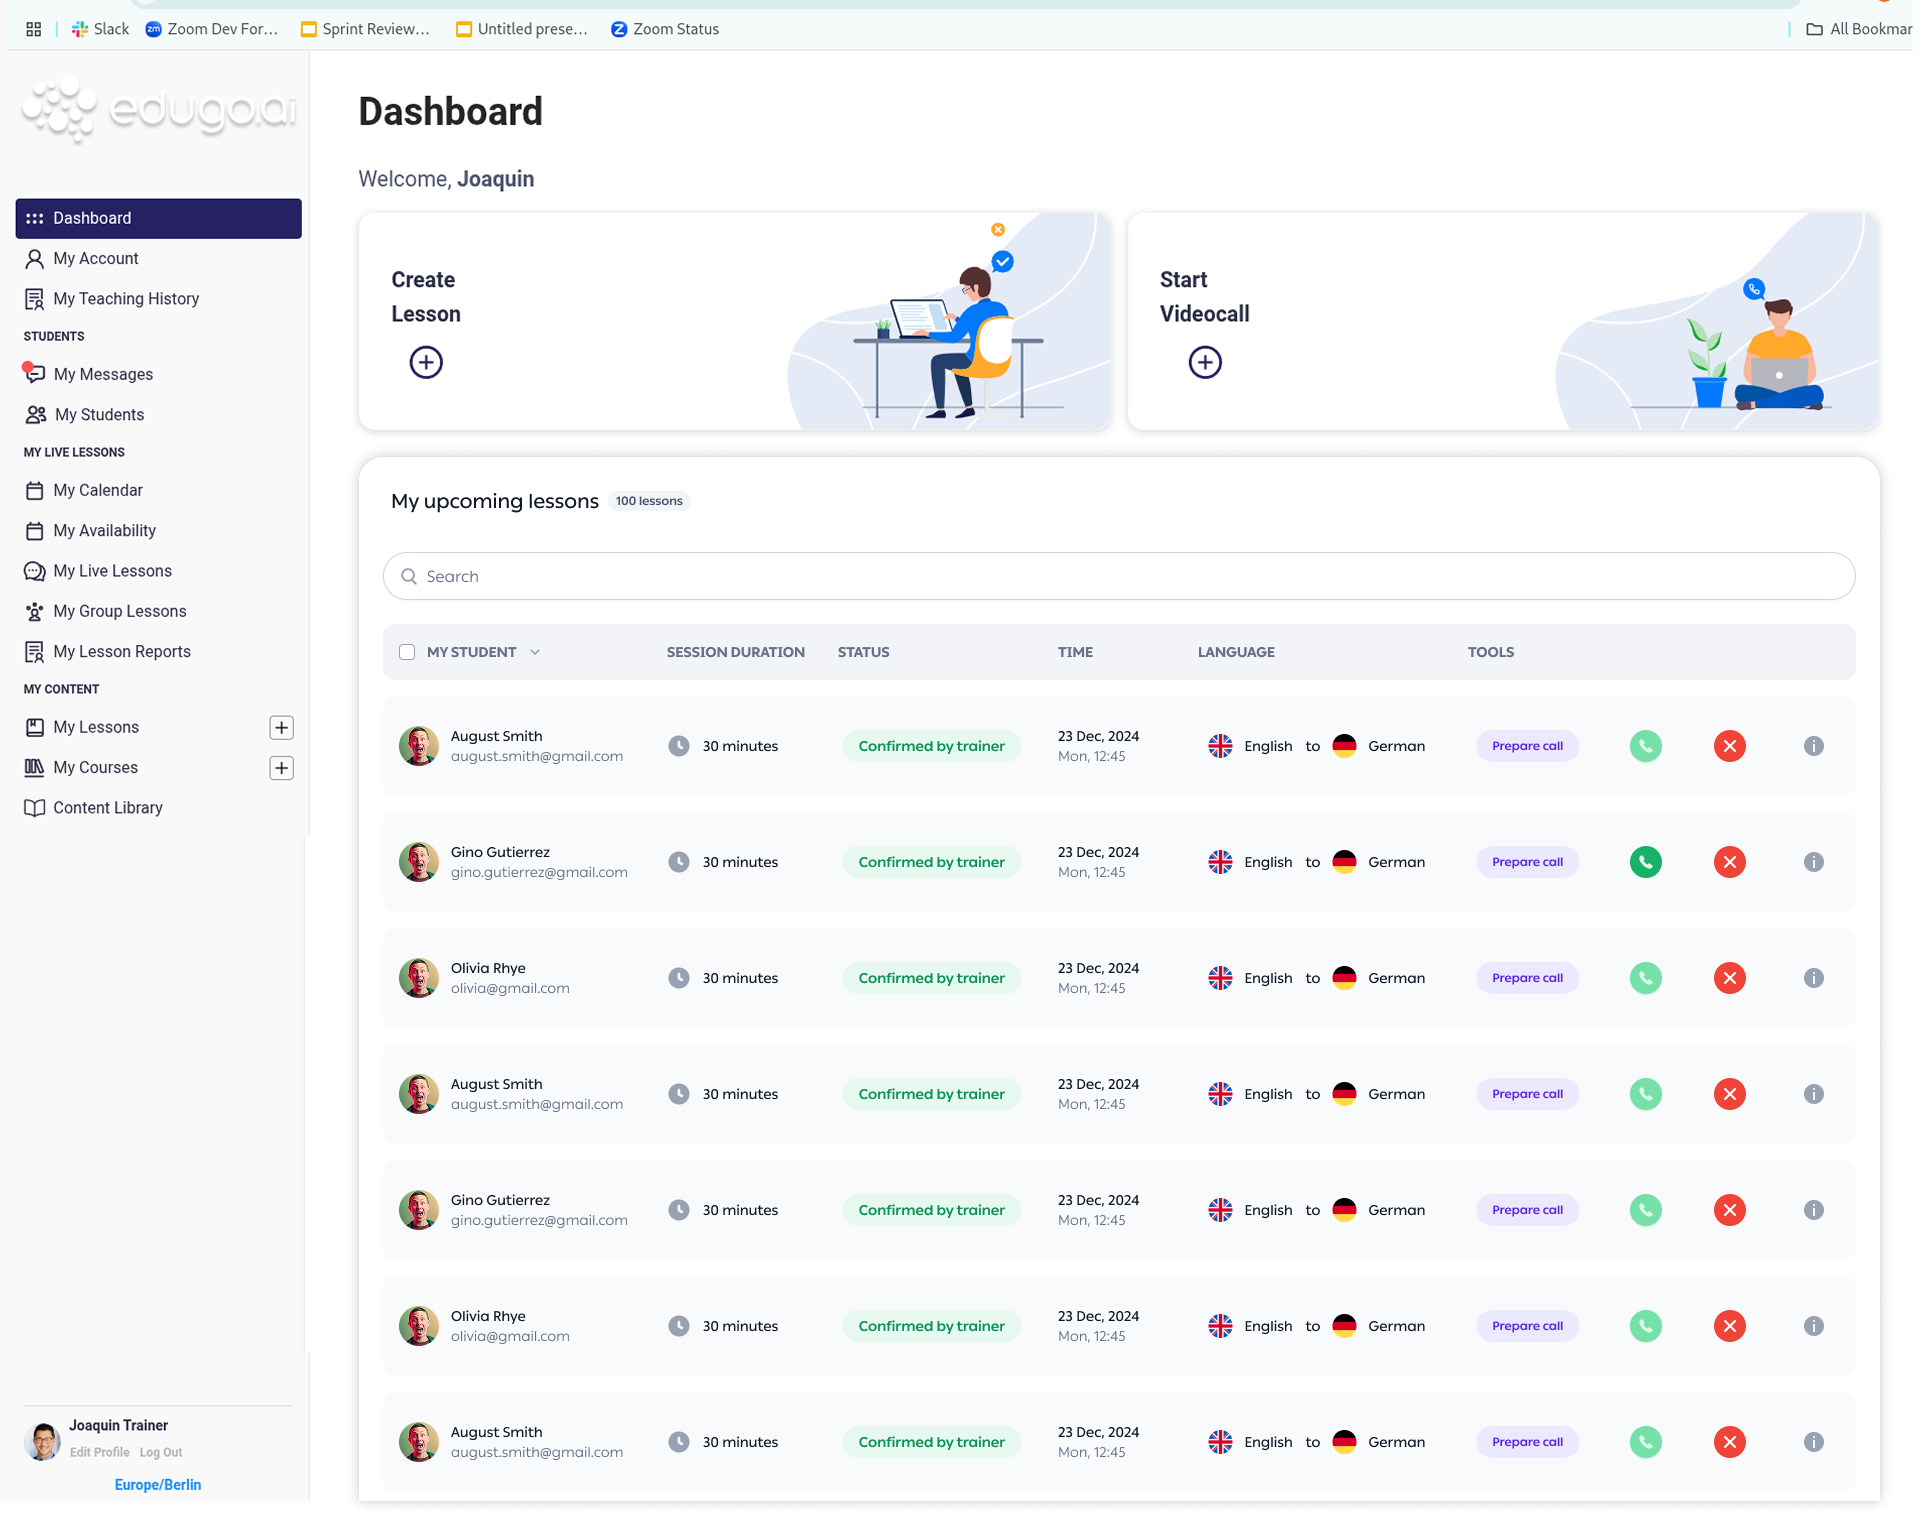 Slack
Zoom Dev For...
Sprint Review...
Untitled prese...
Zoom Status
All Bookmar
edugo.ai
Dashboard
My Account
My Teaching History
STUDENTS
My Messages
My Students
MY LIVE LESSONS
My Calendar
My Availability
My Live Lessons
My Group Lessons
My Lesson Reports
MY CONTENT
My Lessons
My Courses
Content Library
Joaquin Trainer
Edit Profile Log Out
Europe/Berlin
Dashboard
Welcome, Joaquin
Create
Lesson
Start
Videocall
My upcoming lessons 100 lessons
Search
MY STUDENT SESSION DURATION STATUS TIME LANGUAGE TOOLS
August Smith
august.smith@gmail.com
30 minutes
Confirmed by trainer
23 Dec, 2024
Mon, 12:45
English to German
Prepare call
Gino Gutierrez
gino.gutierrez@gmail.com
30 minutes
Confirmed by trainer
23 Dec, 2024
Mon, 12:45
English to German
Prepare call
Olivia Rhye
olivia@gmail.com
30 minutes
Confirmed by trainer
23 Dec, 2024
Mon, 12:45
English to German
Prepare call
August Smith
august.smith@gmail.com
30 minutes
Confirmed by trainer
23 Dec, 2024
Mon, 12:45
English to German
Prepare call
Gino Gutierrez
gino.gutierrez@gmail.com
30 minutes
Confirmed by trainer
23 Dec, 2024
Mon, 12:45
English to German
Prepare call
Olivia Rhye
olivia@gmail.com
30 minutes
Confirmed by trainer
23 Dec, 2024
Mon, 12:45
English to German
Prepare call
August Smith
august.smith@gmail.com
30 minutes
Confirmed by trainer
23 Dec, 2024
Mon, 12:45
English to German
Prepare call